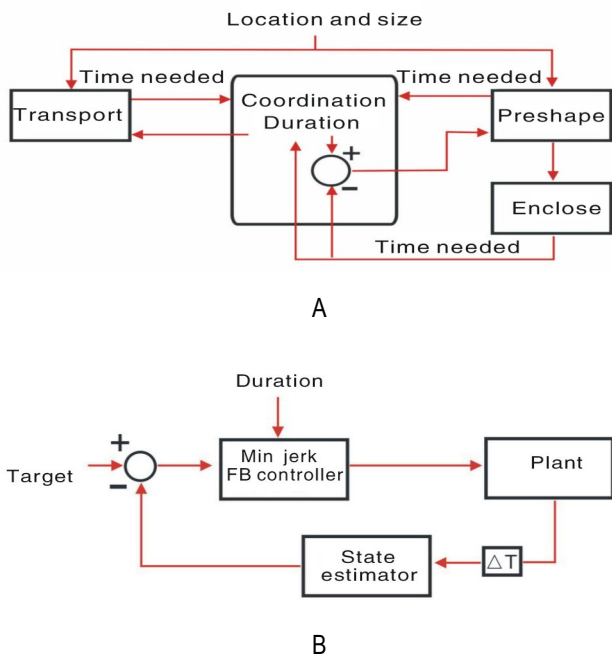 Location and size
Time needed
Time needed
Transport
Coordination
Duration
Preshape
+
−
Enclose
Time needed
A
Duration
+
Target
−
Min jerk
FB controller
Plant
State
estimator
△T
B